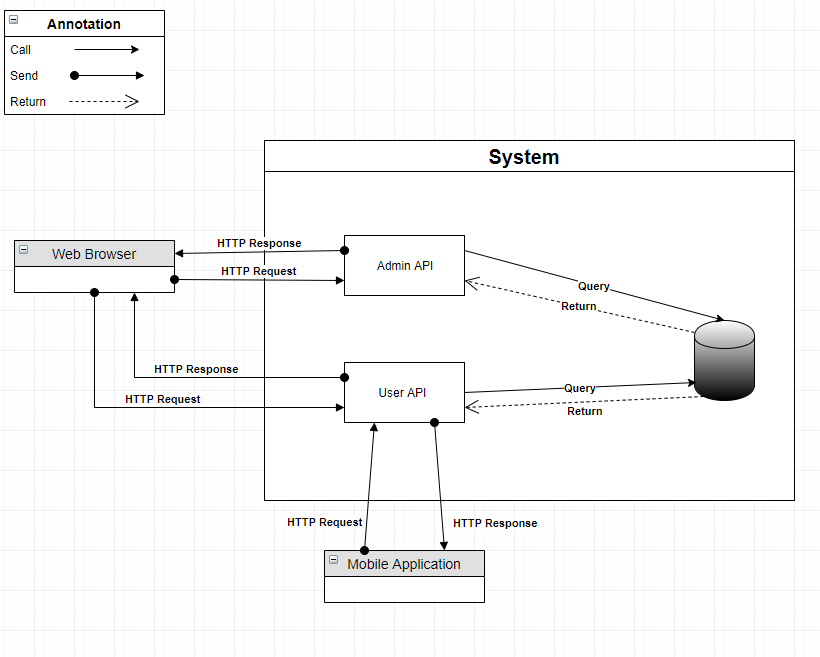 Annotation
Call
Send
Return
System
Web Browser
HTTP Response
HTTP Request
Admin API
Query
Return
HTTP Response
HTTP Request
User API
Query
Return
HTTP Request
HTTP Response
Mobile Application